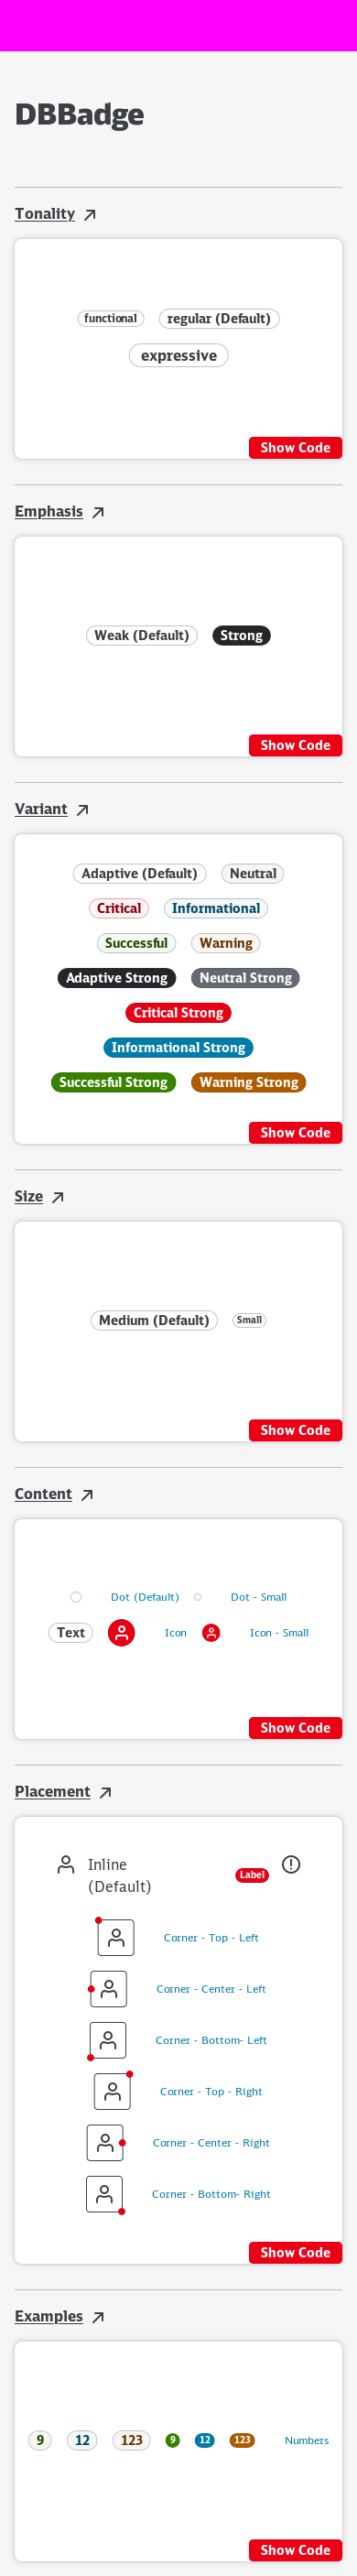 DBBadge
Tonality
functional regular (Default)
expressive
Show Code
Emphasis
Weak (Default) Strong
Show Code
Variant
Adaptive (Default) Neutral
Critical Informational
Successful Warning
Adaptive Strong Neutral Strong
Critical Strong
Informational Strong
Successful Strong Warning Strong
Show Code
Size
Medium (Default) Small
Show Code
Content
Dot (Default) Dot - Small
Text Icon Icon - Small
Show Code
Placement
Inline
(Default)
Label
Corner - Top - Left
Corner - Center - Left
Corner - Bottom- Left
Corner - Top - Right
Corner - Center - Right
Corner - Bottom- Right
Show Code
Examples
9 12 123 9 12 123 Numbers
Show Code